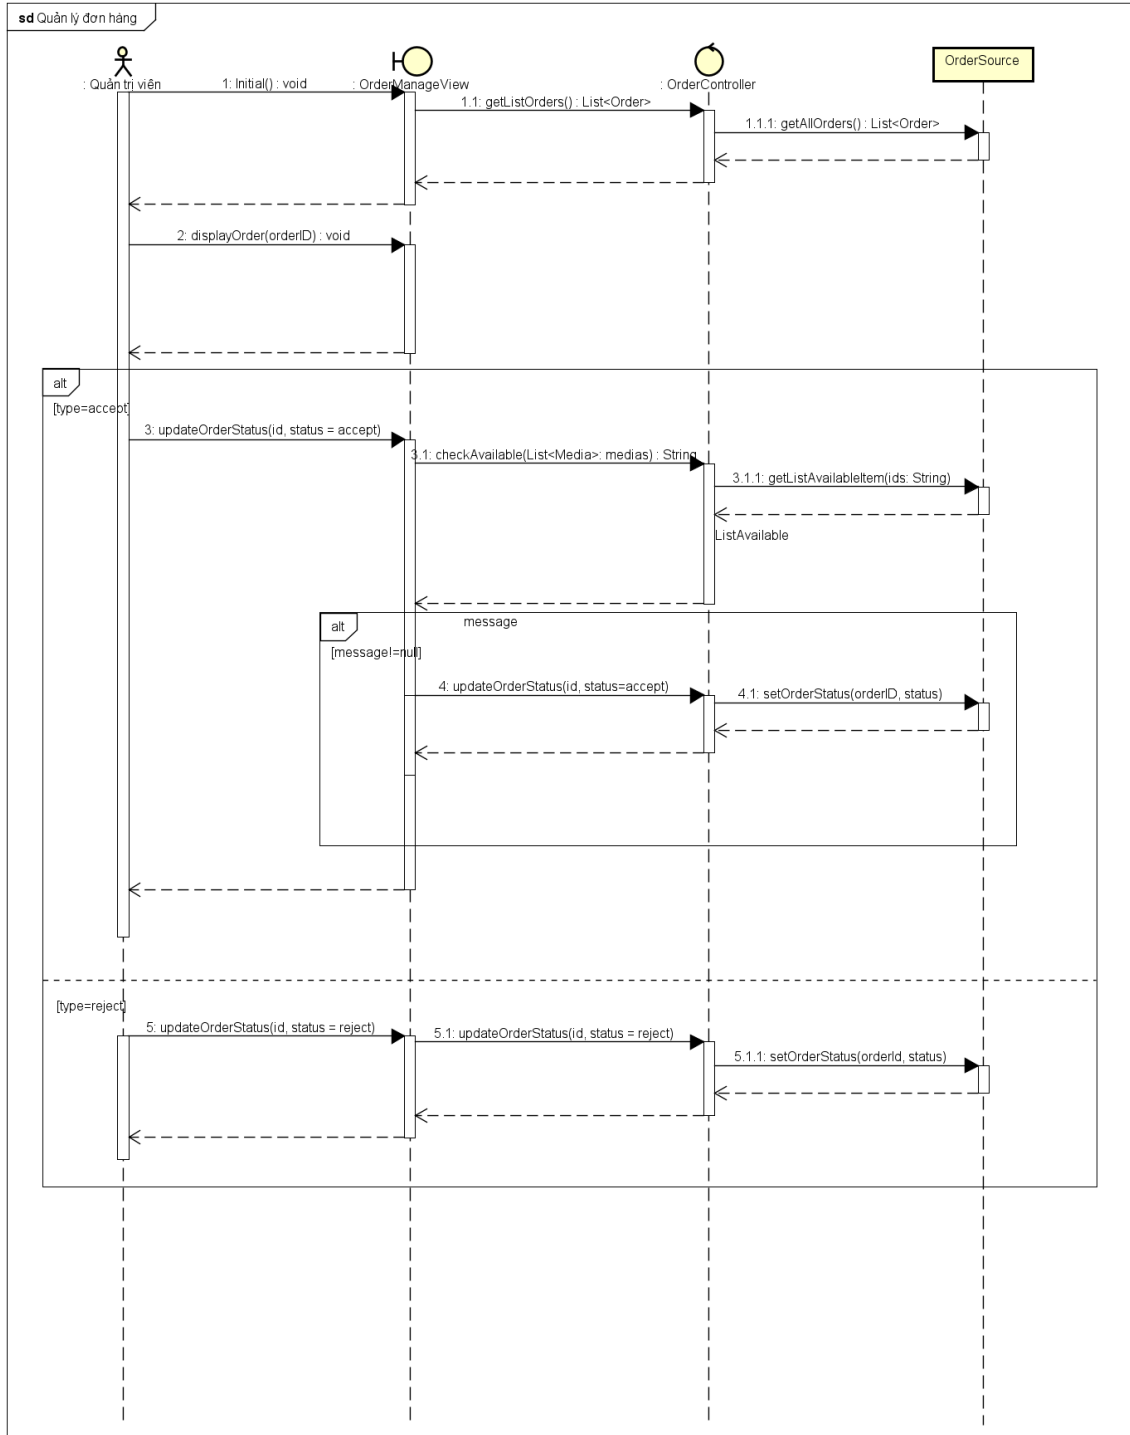 sd Quản lý đơn háng
OrderSource
: Quản trị viên
: OrderManageView
: OrderController
1: Initial() : void
1.1: getListOrders() : List<Order>
1.1.1: getAllOrders() : List<Order>
2: displayOrder(orderID) : void
alt
[type=accept]
3: updateOrderStatus(id, status = accept)
3.1: checkAvailable(List<Media>: medias) : String
3.1.1: getListAvailableItem(ids: String)
ListAvailable
message
alt
[message!=null]
4: updateOrderStatus(id, status=accept)
4.1: setOrderStatus(orderID, status)
[type=reject]
5: updateOrderStatus(id, status = reject)
5.1: updateOrderStatus(id, status = reject)
5.1.1: setOrderStatus(orderId, status)